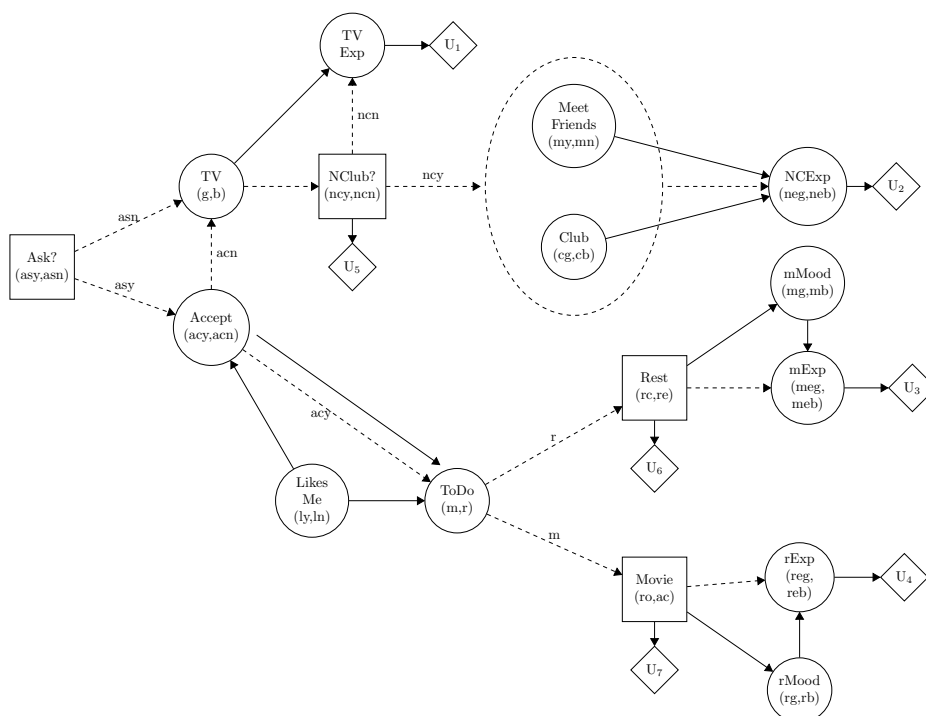 TV
Exp
U1
ncn
Meet
Friends
(my,mn)
TV
(g,b)
NClub?
(ncy,ncn)
ncy
NCExp
(neg,neb)
U2
asn
Ask?
(asy,asn)
acn
Club
(cg,cb)
U5
asy
mMood
(mg,mb)
Accept
(acy,acn)
Rest
(rc,re)
mExp
(meg,
meb)
U3
acy
r
U6
Likes
Me
(ly,ln)
ToDo
(m,r)
m
Movie
(ro,ac)
rExp
(reg,
reb)
U4
U7
rMood
(rg,rb)